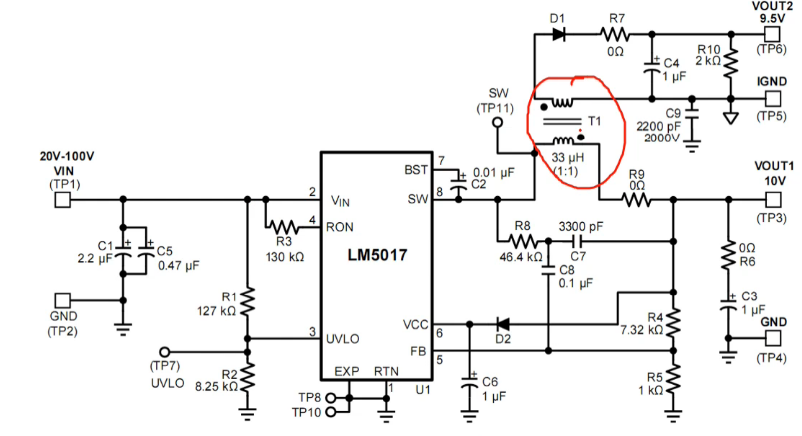 VOUT2
9.5V
(TP6)
D1
R7
0Ω
C4
1 µF
R10
2 kΩ
IGND
(TP5)
C9
2200 pF
2000V
SW
(TP11)
T1
33 µH
(1:1)
20V-100V
VIN
(TP1)
BST
7
0.01 µF
C2
R9
0Ω
VOUT1
10V
(TP3)
2
VIN
SW
8
4
RON
R3
130 kΩ
LM5017
R8
46.4 kΩ
3300 pF
C7
C8
0.1 µF
0Ω
R6
C1
2.2 µF
C5
0.47 µF
C3
1 µF
GND
(TP2)
R1
127 kΩ
VCC
6
D2
R4
7.32 kΩ
GND
(TP4)
3
UVLO
FB
5
(TP7)
UVLO
R2
8.25 kΩ
EXP
RTN
1
U1
C6
1 µF
R5
1 kΩ
TP8
TP10